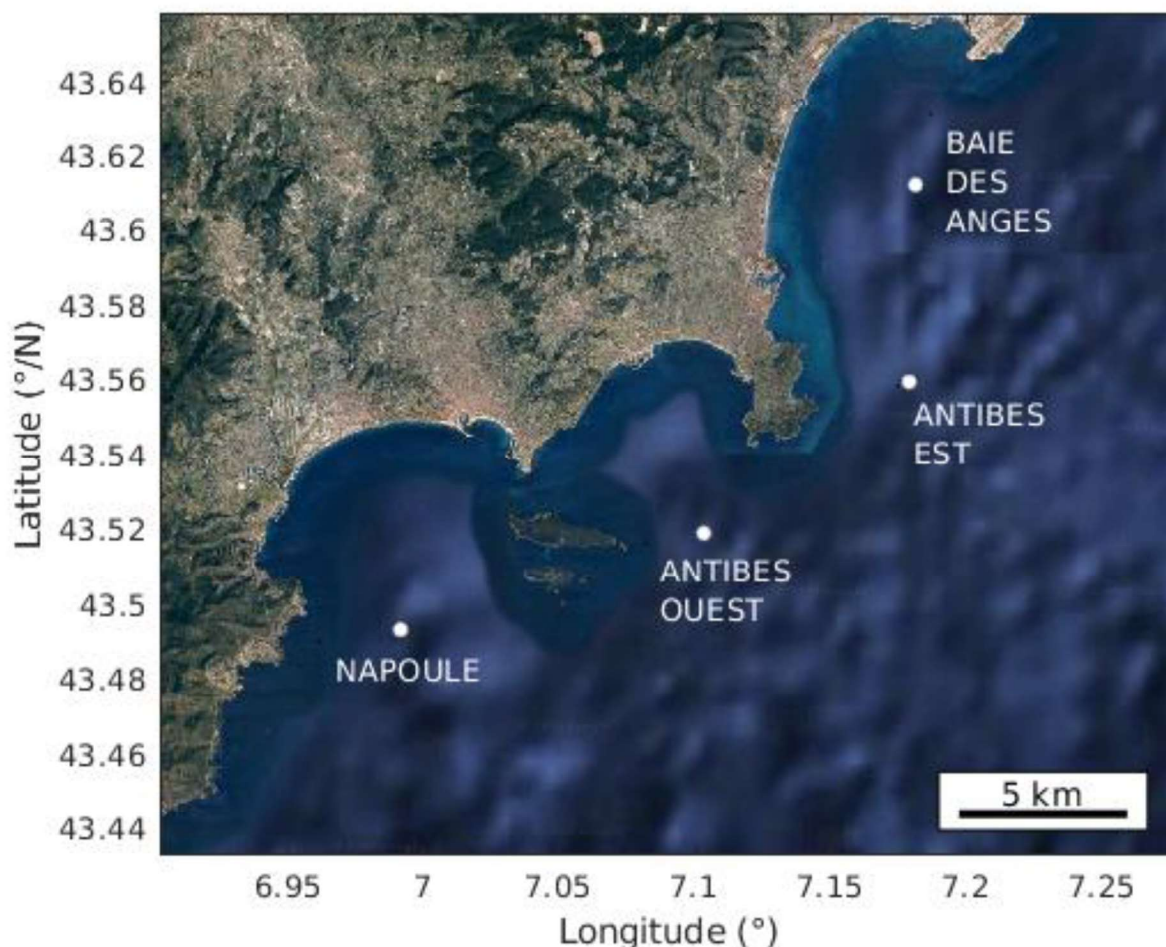 43.64
43.62
43.6
43.58
43.56
43.54
43.52
43.5
43.48
43.46
43.44
Latitude (°/N)
BAIE
DES
ANGES
ANTIBES
EST
ANTIBES
OUEST
NAPOULE
5 km
6.95 7 7.05 7.1 7.15 7.2 7.25
Longitude (°)